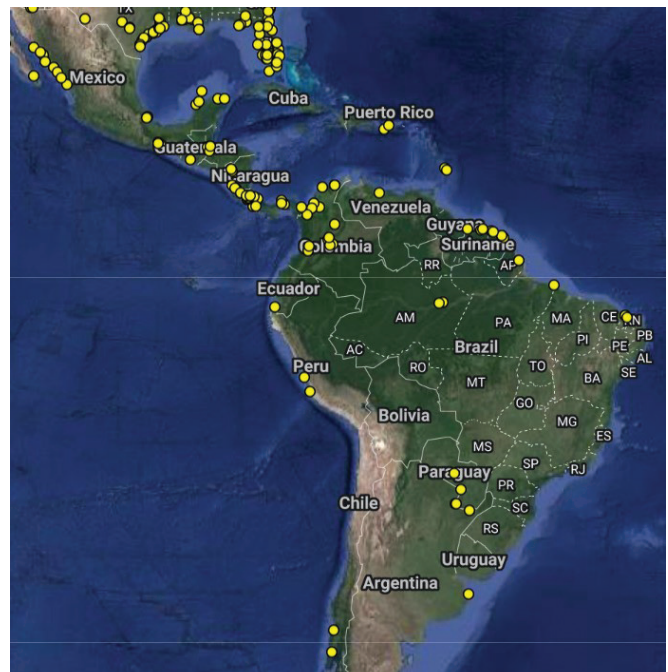 TX
Mexico
Cuba
Puerto Rico
Guatemala
Nicaragua
Venezuela
Guyana
Suriname
Colombia
RR
AP
Ecuador
AM
PA
MA
CE
RN
PB
PI
PE
AL
Brazil
AC
RO
TO
SE
Peru
MT
BA
GO
Bolivia
MG
MS
ES
SP
RJ
Paraguay
PR
Chile
SC
RS
Uruguay
Argentina